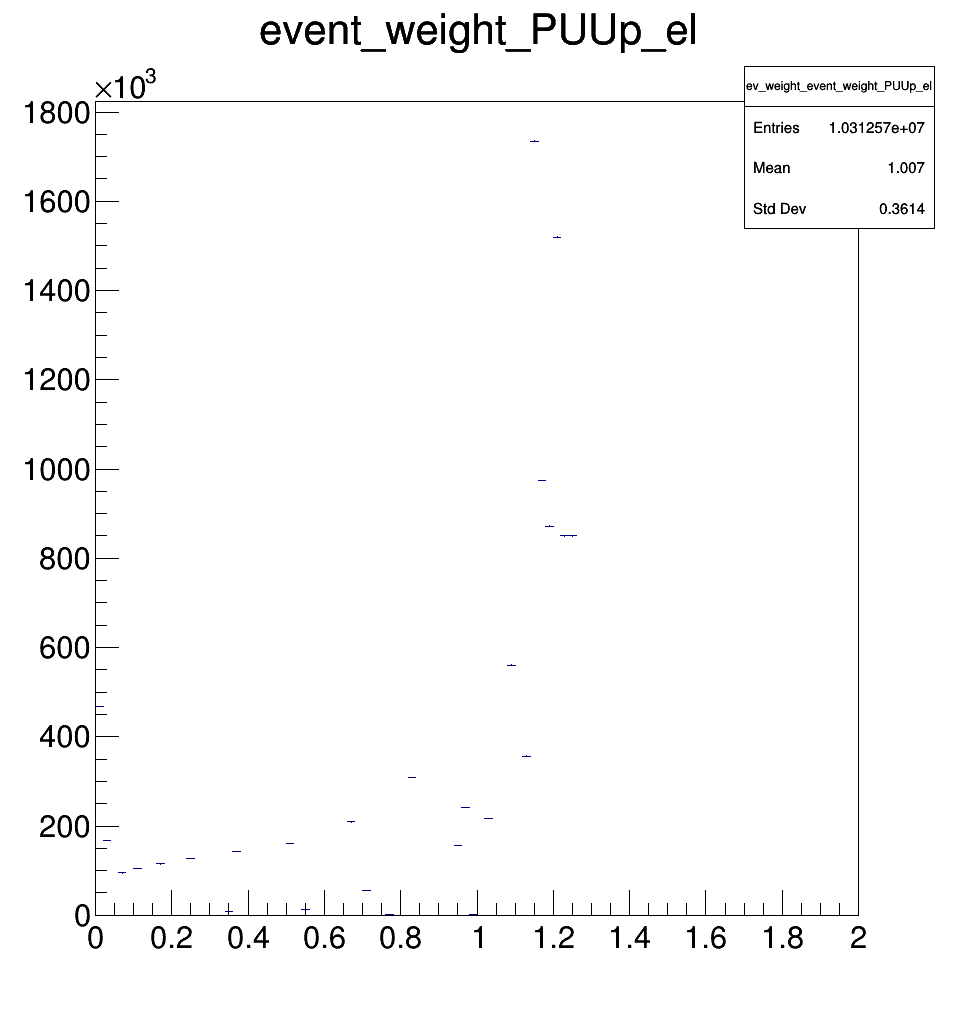 event_weight_PUUp_el
×10³
ev_weight_event_weight_PUUp_el
Entries 1.031257e+07
Mean 1.007
Std Dev 0.3614
1800
1600
1400
1200
1000
800
600
400
200
0
0 0.2 0.4 0.6 0.8 1 1.2 1.4 1.6 1.8 2